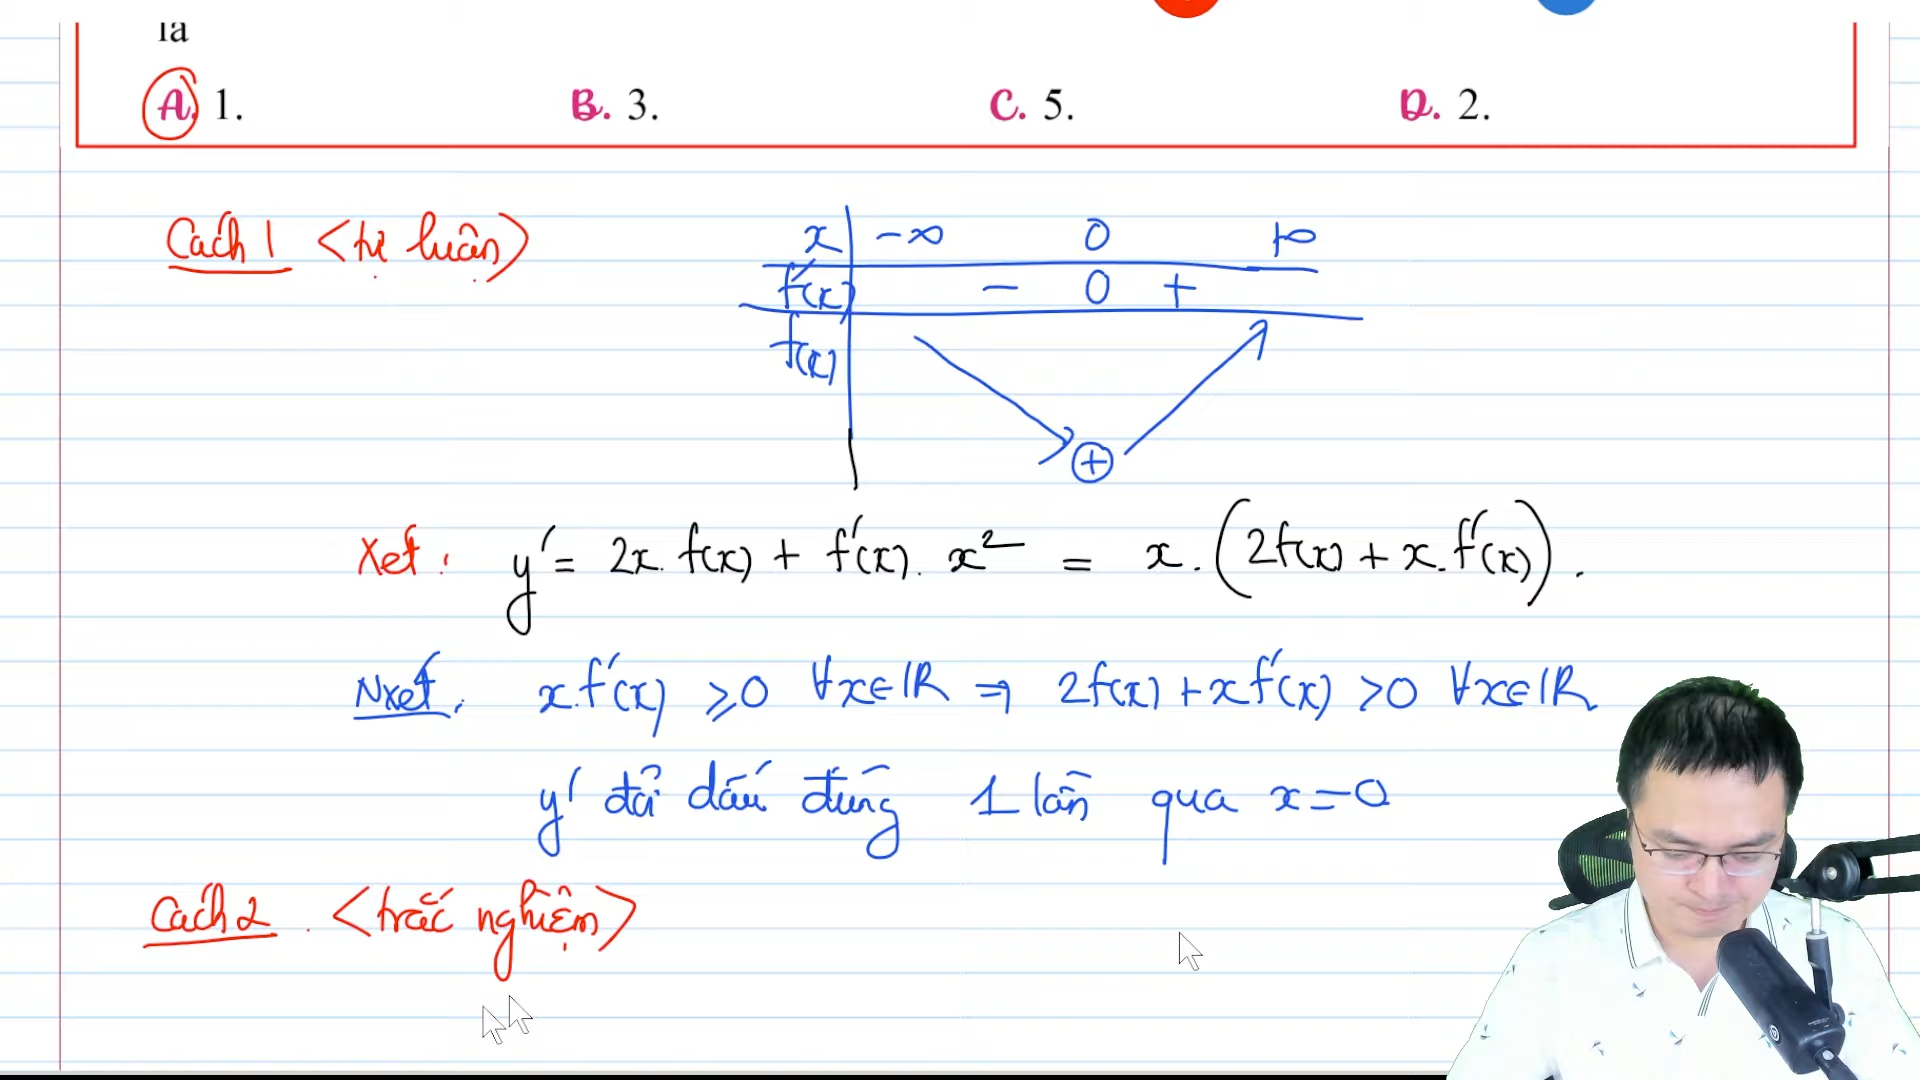 là
A. 1. B. 3. C. 5. D. 2.
Cách 1 <tự luận>
x -∞ 0 +∞
f'(x) - 0 +
f(x)
+
Xét: y' = 2x. f(x) + f'(x). x² = x. (2f(x) + x.f'(x)).
Nxét: x.f'(x) ⩾ 0 ∀x∈ℝ ⇒ 2f(x) + xf'(x) > 0 ∀x∈ℝ
y' đổi dấu đúng 1 lần qua x = 0
Cách 2. <trắc nghiệm>